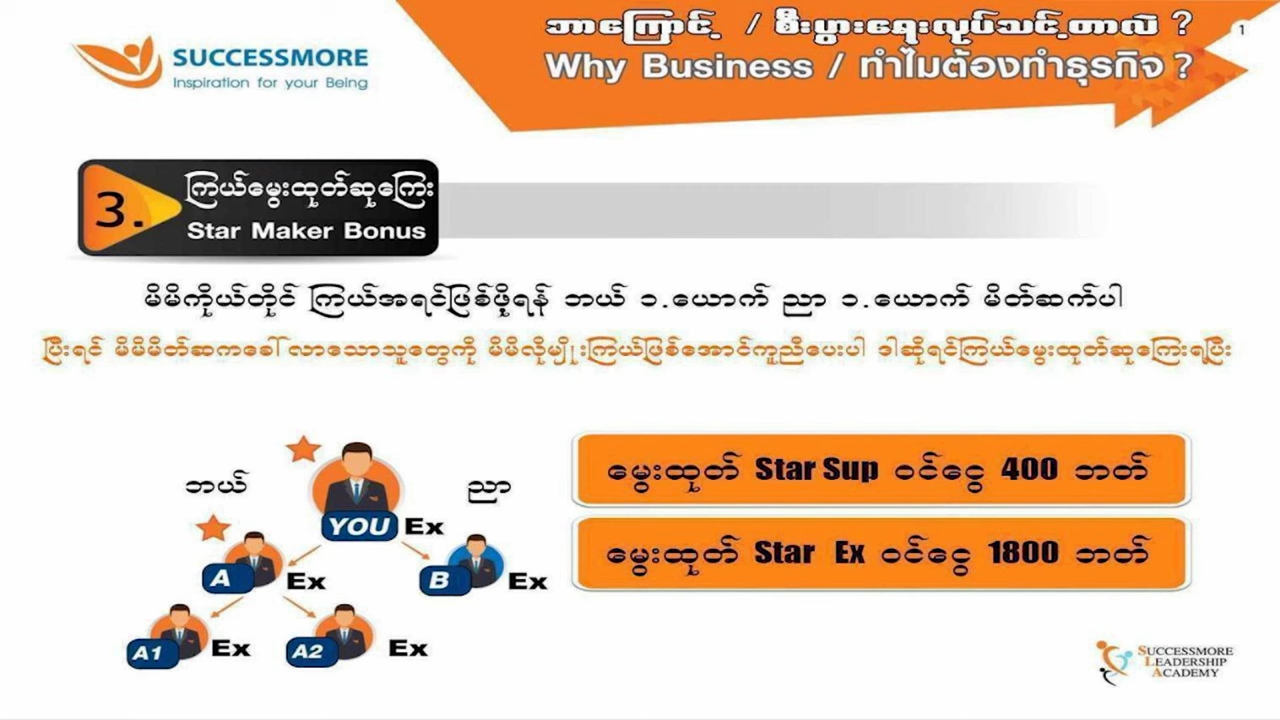 ဘာကြောင့် / စီးပွားရေးလုပ်သင့်တာလဲ ?
1
SUCCESSMORE
Inspiration for your Being
Why Business / ทำไมต้องทำธุรกิจ ?
3.
ကြယ်မွေးထုတ်ဆုကြေး
Star Maker Bonus
မိမိကိုယ်တိုင် ကြယ်အရင်ဖြစ်ဖို့ရန် ဘယ် ၁.ယောက် ညာ ၁.ယောက် မိတ်ဆက်ပါ
ပြီးရင် မိမိမိတ်ဆကခေါ်လာသောသူတွေကို မိမိလိုမျိုးကြယ်ဖြစ်အောင်ကူညီပေးပါ ဒါဆိုရင်ကြယ်မွေးထုတ်ဆုကြေးရပြီး
ဘယ်
ညာ
YOU Ex
A Ex
B Ex
A1 Ex
A2 Ex
မွေးထုတ် Star Sup ဝင်ငွေ 400 ဘတ်
မွေးထုတ် Star Ex ဝင်ငွေ 1800 ဘတ်
SUCCESSMORE
LEADERSHIP
ACADEMY